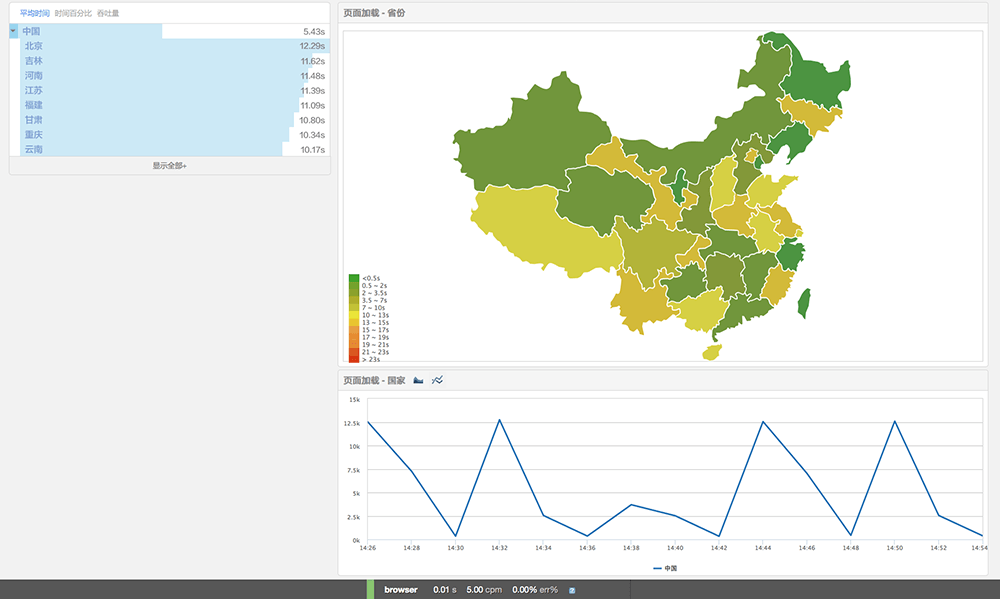 平均时间 时间百分比 吞吐量
中国 5.43s
北京 12.29s
吉林 11.62s
河南 11.48s
江苏 11.39s
福建 11.09s
甘肃 10.80s
重庆 10.34s
云南 10.17s
显示全部+
页面加载 - 省份
<0.5s
0.5 ~ 2s
2 ~ 3.5s
3.5 ~ 7s
7 ~ 10s
10 ~ 13s
13 ~ 15s
15 ~ 17s
17 ~ 19s
19 ~ 21s
21 ~ 23s
> 23s
页面加载 - 国家
15k
12.5k
10k
7.5k
5k
2.5k
0k
14:26 14:28 14:30 14:32 14:34 14:36 14:38 14:40 14:42 14:44 14:46 14:48 14:50 14:52 14:54
中国
browser 0.01 s 5.00 cpm 0.00% err%